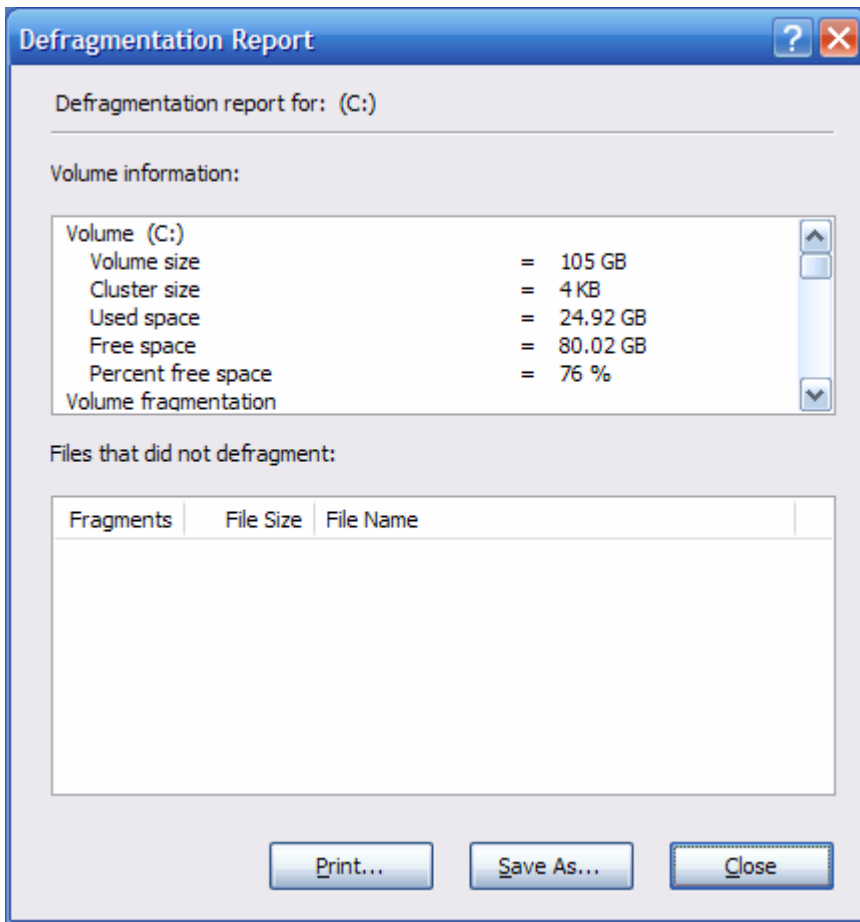 Defragmentation Report
Defragmentation report for: (C:)
Volume information:
Volume (C:)
Volume size = 105 GB
Cluster size = 4 KB
Used space = 24.92 GB
Free space = 80.02 GB
Percent free space = 76 %
Volume fragmentation
Files that did not defragment:
Fragments File Size File Name
Print... Save As... Close